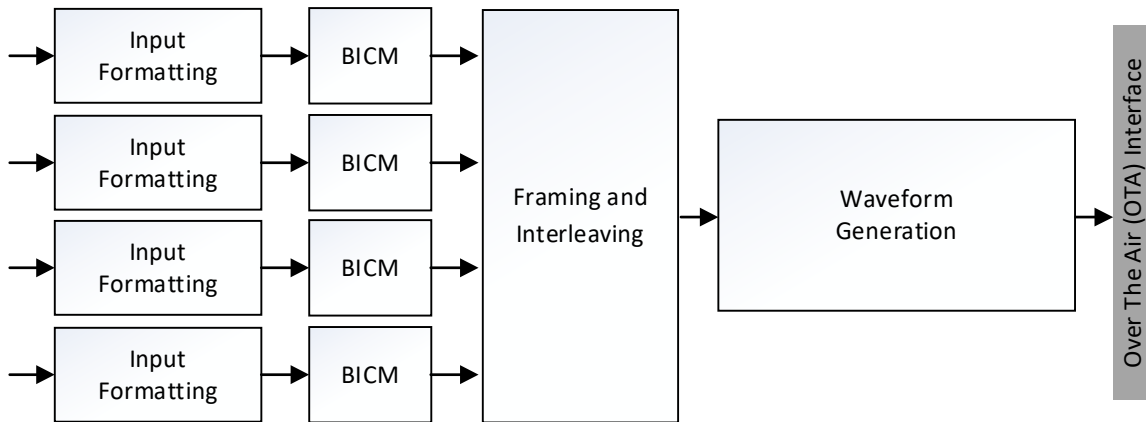 Input
Formatting
BICM
Input
Formatting
BICM
Input
Formatting
BICM
Input
Formatting
BICM
Framing and
Interleaving
Waveform
Generation
Over The Air (OTA) Interface